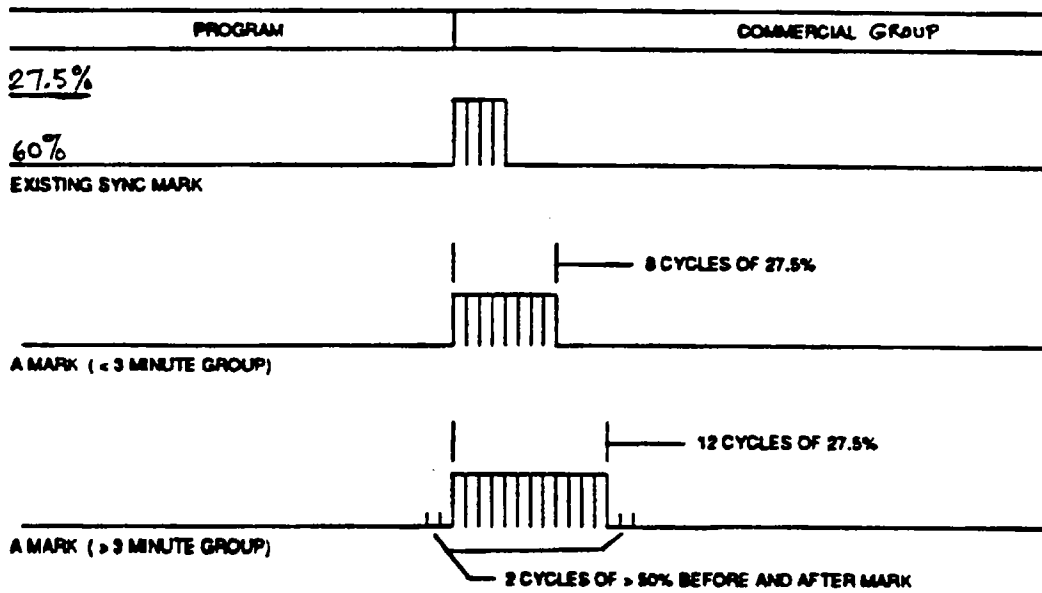 PROGRAM
COMMERCIAL GROUP
27.5%
60%
EXISTING SYNC MARK
8 CYCLES OF 27.5%
A MARK ( < 3 MINUTE GROUP)
12 CYCLES OF 27.5%
A MARK ( > 3 MINUTE GROUP)
2 CYCLES OF > 50% BEFORE AND AFTER MARK